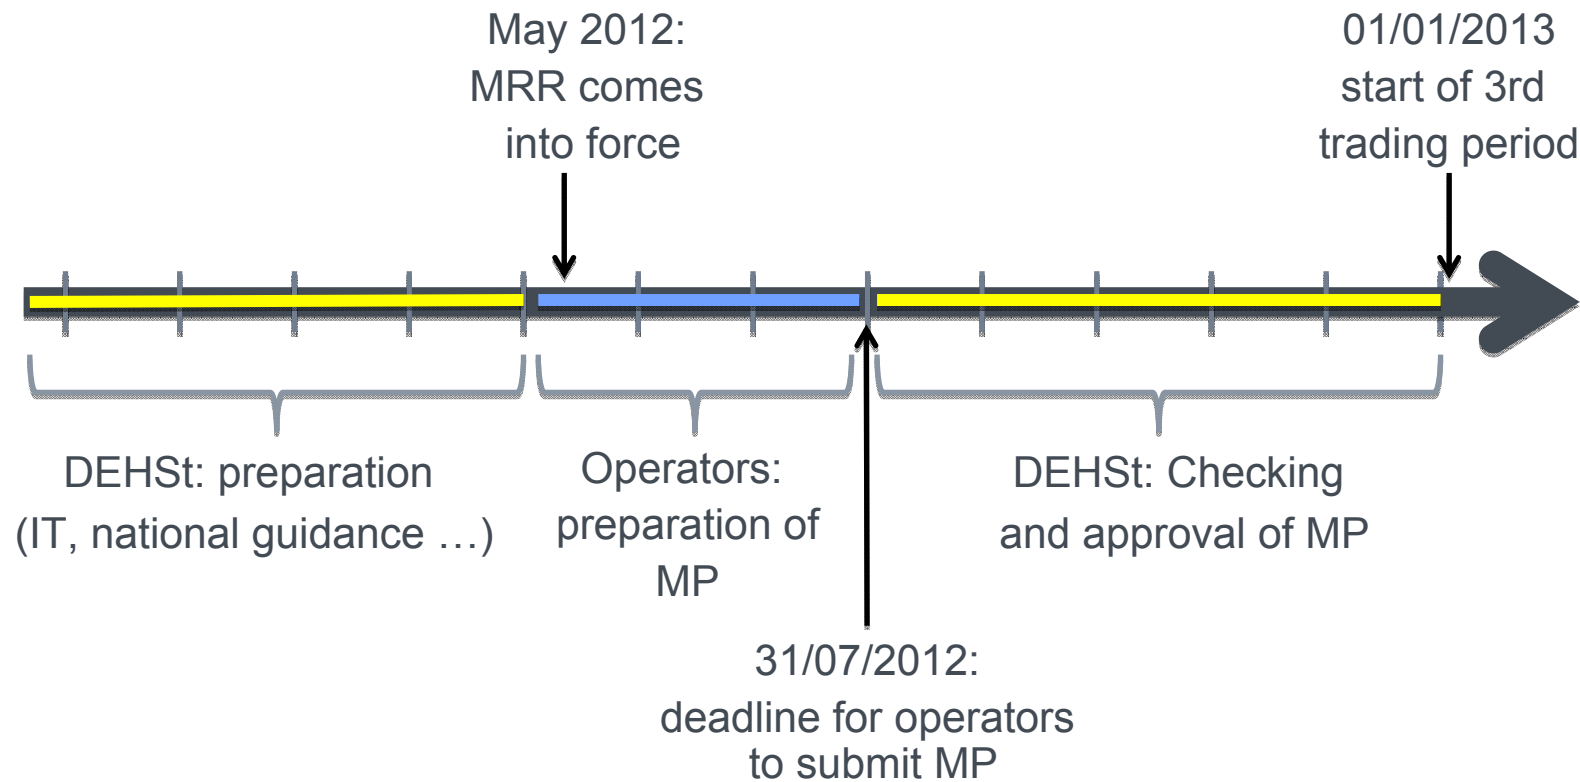 May 2012:
MRR comes
into force
01/01/2013
start of 3rd
trading period
DEHSt: preparation
(IT, national guidance …)
Operators:
preparation of
MP
DEHSt: Checking
and approval of MP
31/07/2012:
deadline for operators
to submit MP